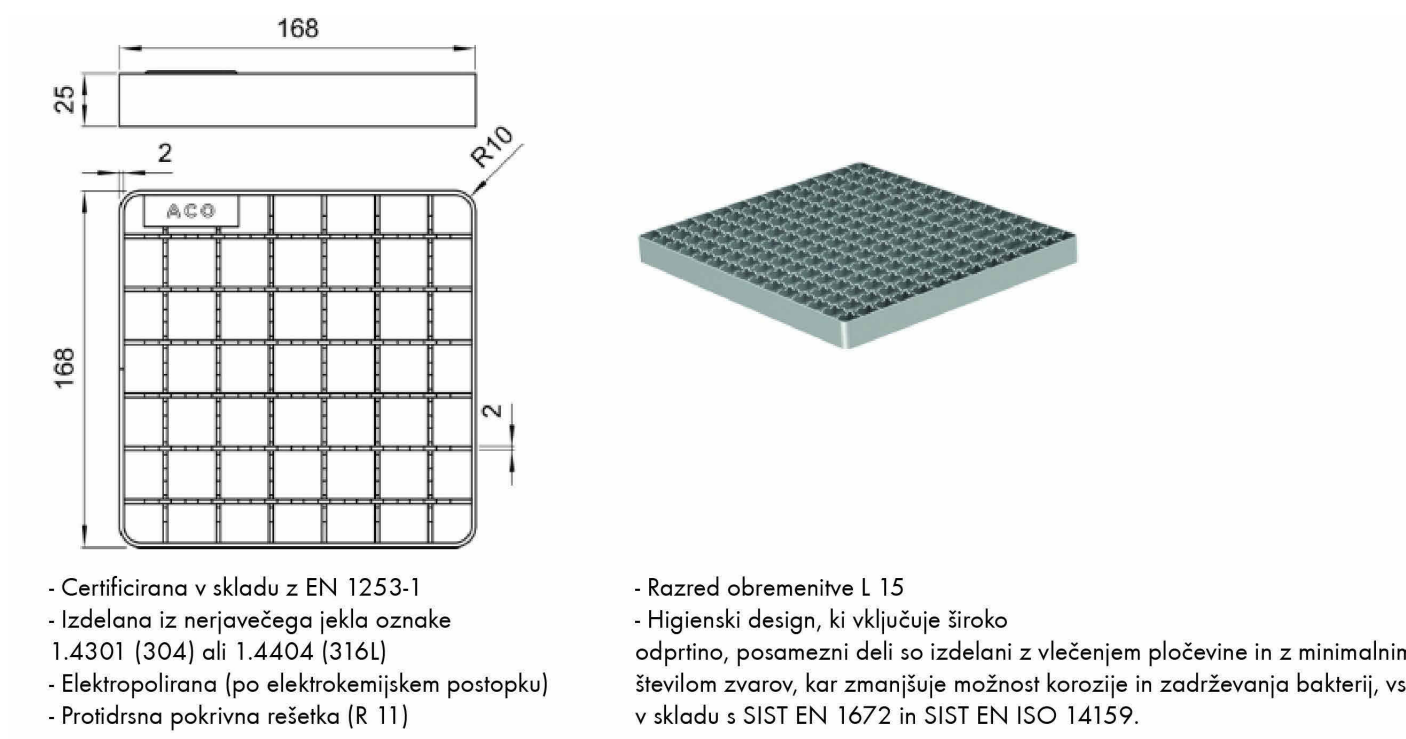 168
25
2
R10
ACO
168
2
- Certificirana v skladu z EN 1253-1
- Izdelana iz nerjavečega jekla oznake
1.4301 (304) ali 1.4404 (316L)
- Elektropolirana (po elektrokemijskem postopku)
- Protidrsna pokrivna rešetka (R 11)
- Razred obremenitve L 15
- Higienski design, ki vključuje široko
odprtino, posamezni deli so izdelani z vlečenjem pločevine in z minimalnim
številom zvarov, kar zmanjšuje možnost korozije in zadrževanja bakterij, vs
v skladu s SIST EN 1672 in SIST EN ISO 14159.